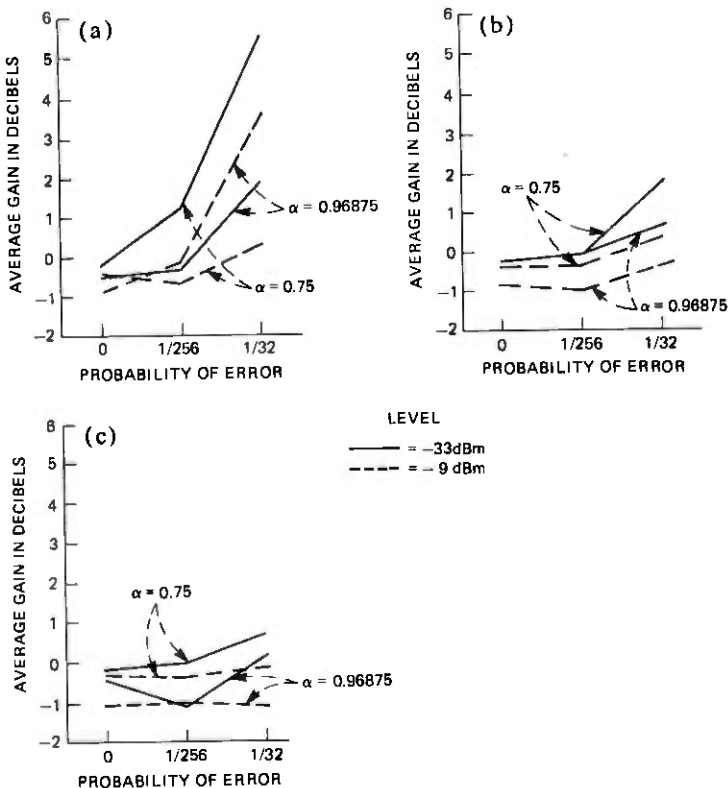 (a)
AVERAGE GAIN IN DECIBELS
6
5
4
3
2
1
0
−1
−2
α = 0.96875
α = 0.75
0 1/256 1/32
PROBABILITY OF ERROR
(b)
AVERAGE GAIN IN DECIBELS
6
5
4
3
2
1
0
−1
−2
α = 0.75
α = 0.96875
0 1/256 1/32
PROBABILITY OF ERROR
(c)
AVERAGE GAIN IN DECIBELS
6
5
4
3
2
1
0
−1
−2
α = 0.75
α = 0.96875
0 1/256 1/32
PROBABILITY OF ERROR
LEVEL
= −33dBm
= − 9 dBm